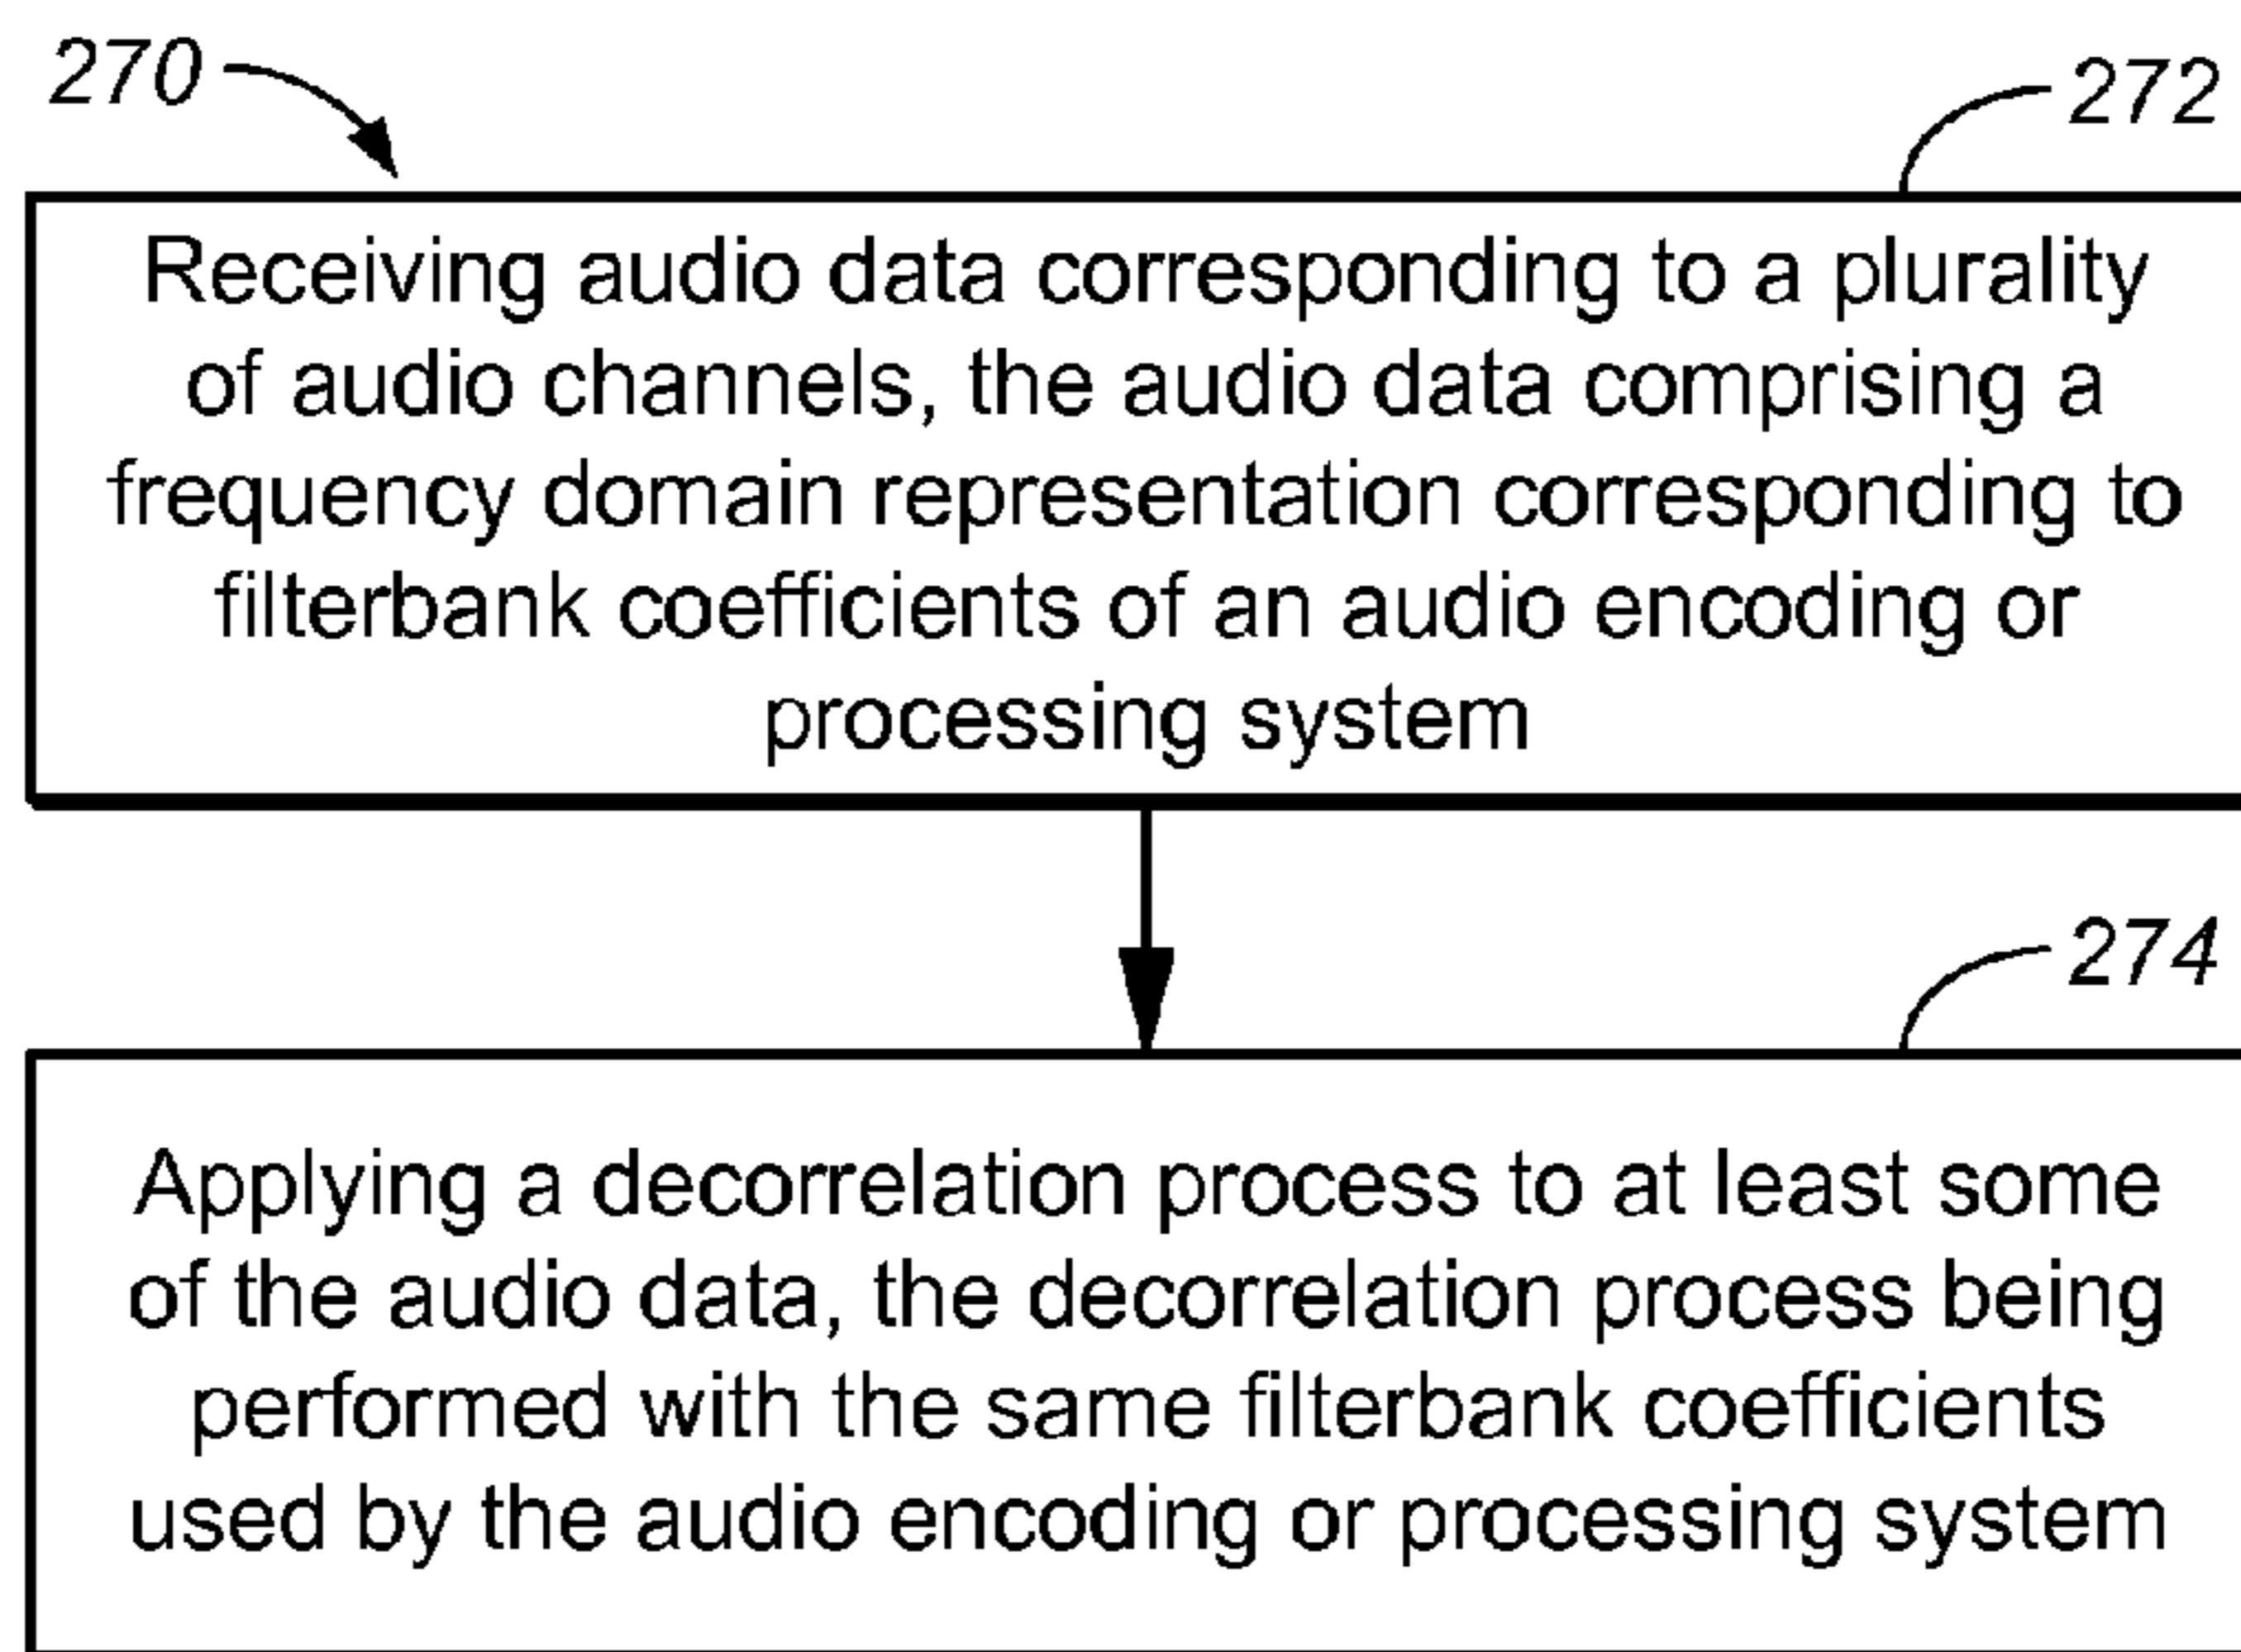 270
272
Receiving audio data corresponding to a plurality
of audio channels, the audio data comprising a
frequency domain representation corresponding to
filterbank coefficients of an audio encoding or
processing system
274
Applying a decorrelation process to at least some
of the audio data, the decorrelation process being
performed with the same filterbank coefficients
used by the audio encoding or processing system